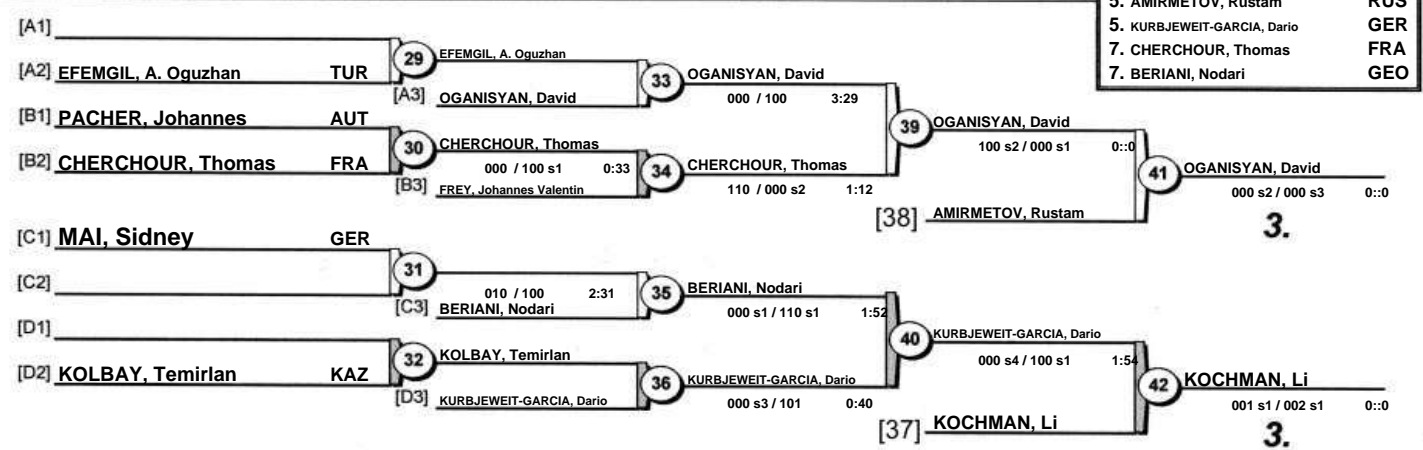 5. AMIRMETOV, Rustam RUS
5. KURBJEWEIT-GARCIA, Dario GER
7. CHERCHOUR, Thomas FRA
7. BERIANI, Nodari GEO
[A1]
[A2] EFEMGIL, A. Oguzhan TUR
29
EFEMGIL, A. Oguzhan
[A3] OGANISYAN, David
33
OGANISYAN, David
000 / 100 3:29
[B1] PACHER, Johannes AUT
[B2] CHERCHOUR, Thomas FRA
30
CHERCHOUR, Thomas
000 / 100 s1 0:33
[B3] FREY, Johannes Valentin
34
CHERCHOUR, Thomas
110 / 000 s2 1:12
39
OGANISYAN, David
100 s2 / 000 s1 0::0
[38] AMIRMETOV, Rustam
41
OGANISYAN, David
000 s2 / 000 s3 0::0
3.
[C1] MAI, Sidney GER
[C2]
31
010 / 100 2:31
[C3] BERIANI, Nodari
35
BERIANI, Nodari
000 s1 / 110 s1 1:52
[D1]
[D2] KOLBAY, Temirlan KAZ
32
KOLBAY, Temirlan
[D3] KURBJEWEIT-GARCIA, Dario
36
KURBJEWEIT-GARCIA, Dario
000 s3 / 101 0:40
40
KURBJEWEIT-GARCIA, Dario
000 s4 / 100 s1 1:54
[37] KOCHMAN, Li
42
KOCHMAN, Li
001 s1 / 002 s1 0::0
3.